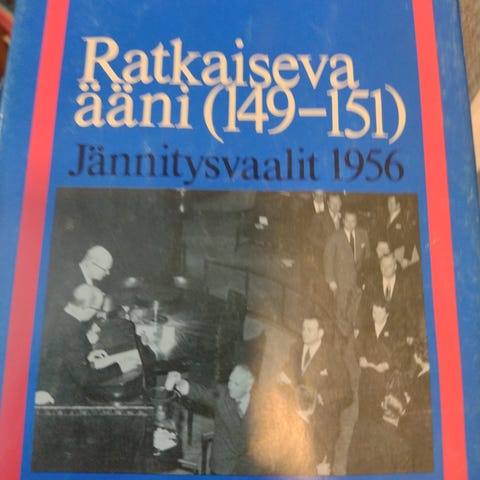 Ratkaiseva
ääni (149–151)
Jännitysvaalit 1956